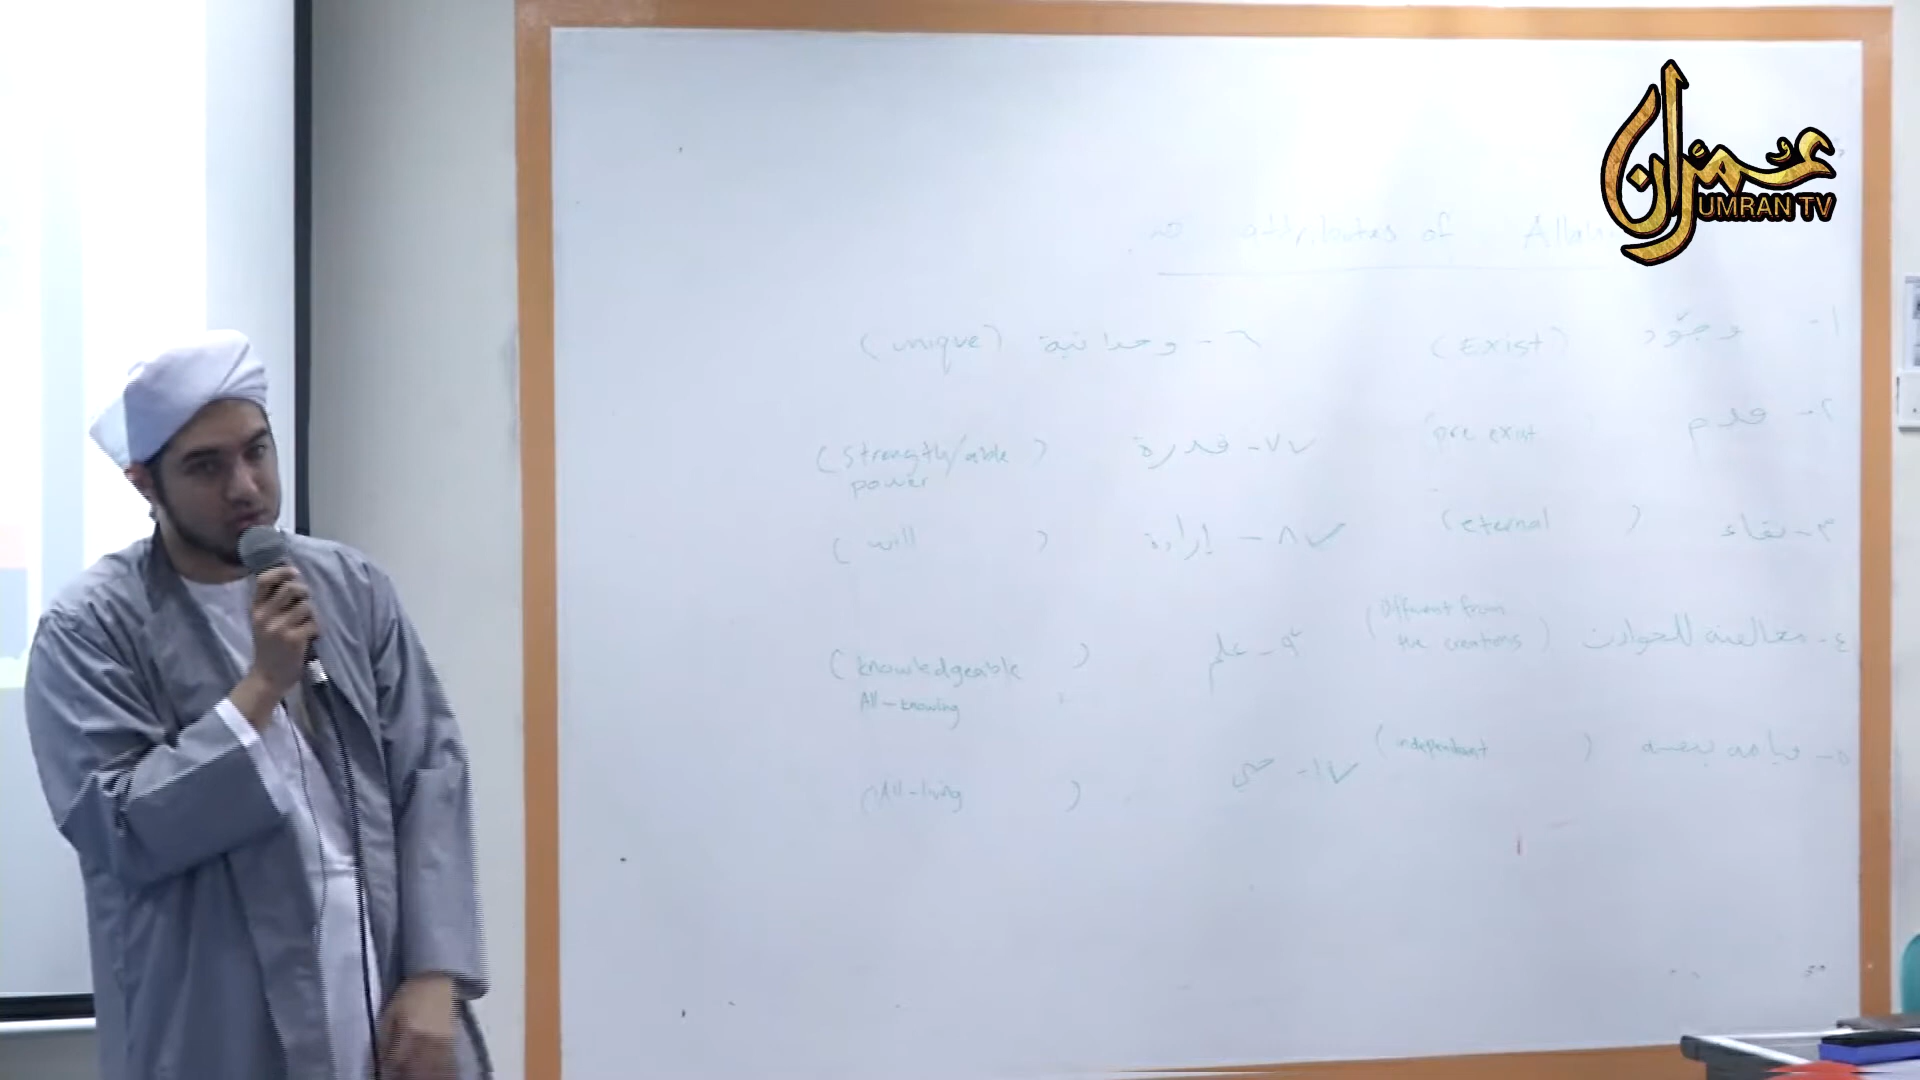 عمران
UMRAN TV
٢٠ attributes of Allah
١- وجود (Exist)
٢- قدم pre exist
٣- بقاء (eternal)
٤- مخالفته للحوادث (Different from the creations)
٥- قيامه بنفسه (independent)
٦- وحدانية (unique)
٧- قدرة (strength/able power)
٨- إرادة (will)
٩- علم (knowledgeable All-knowing)
١٠- حي (All-living)